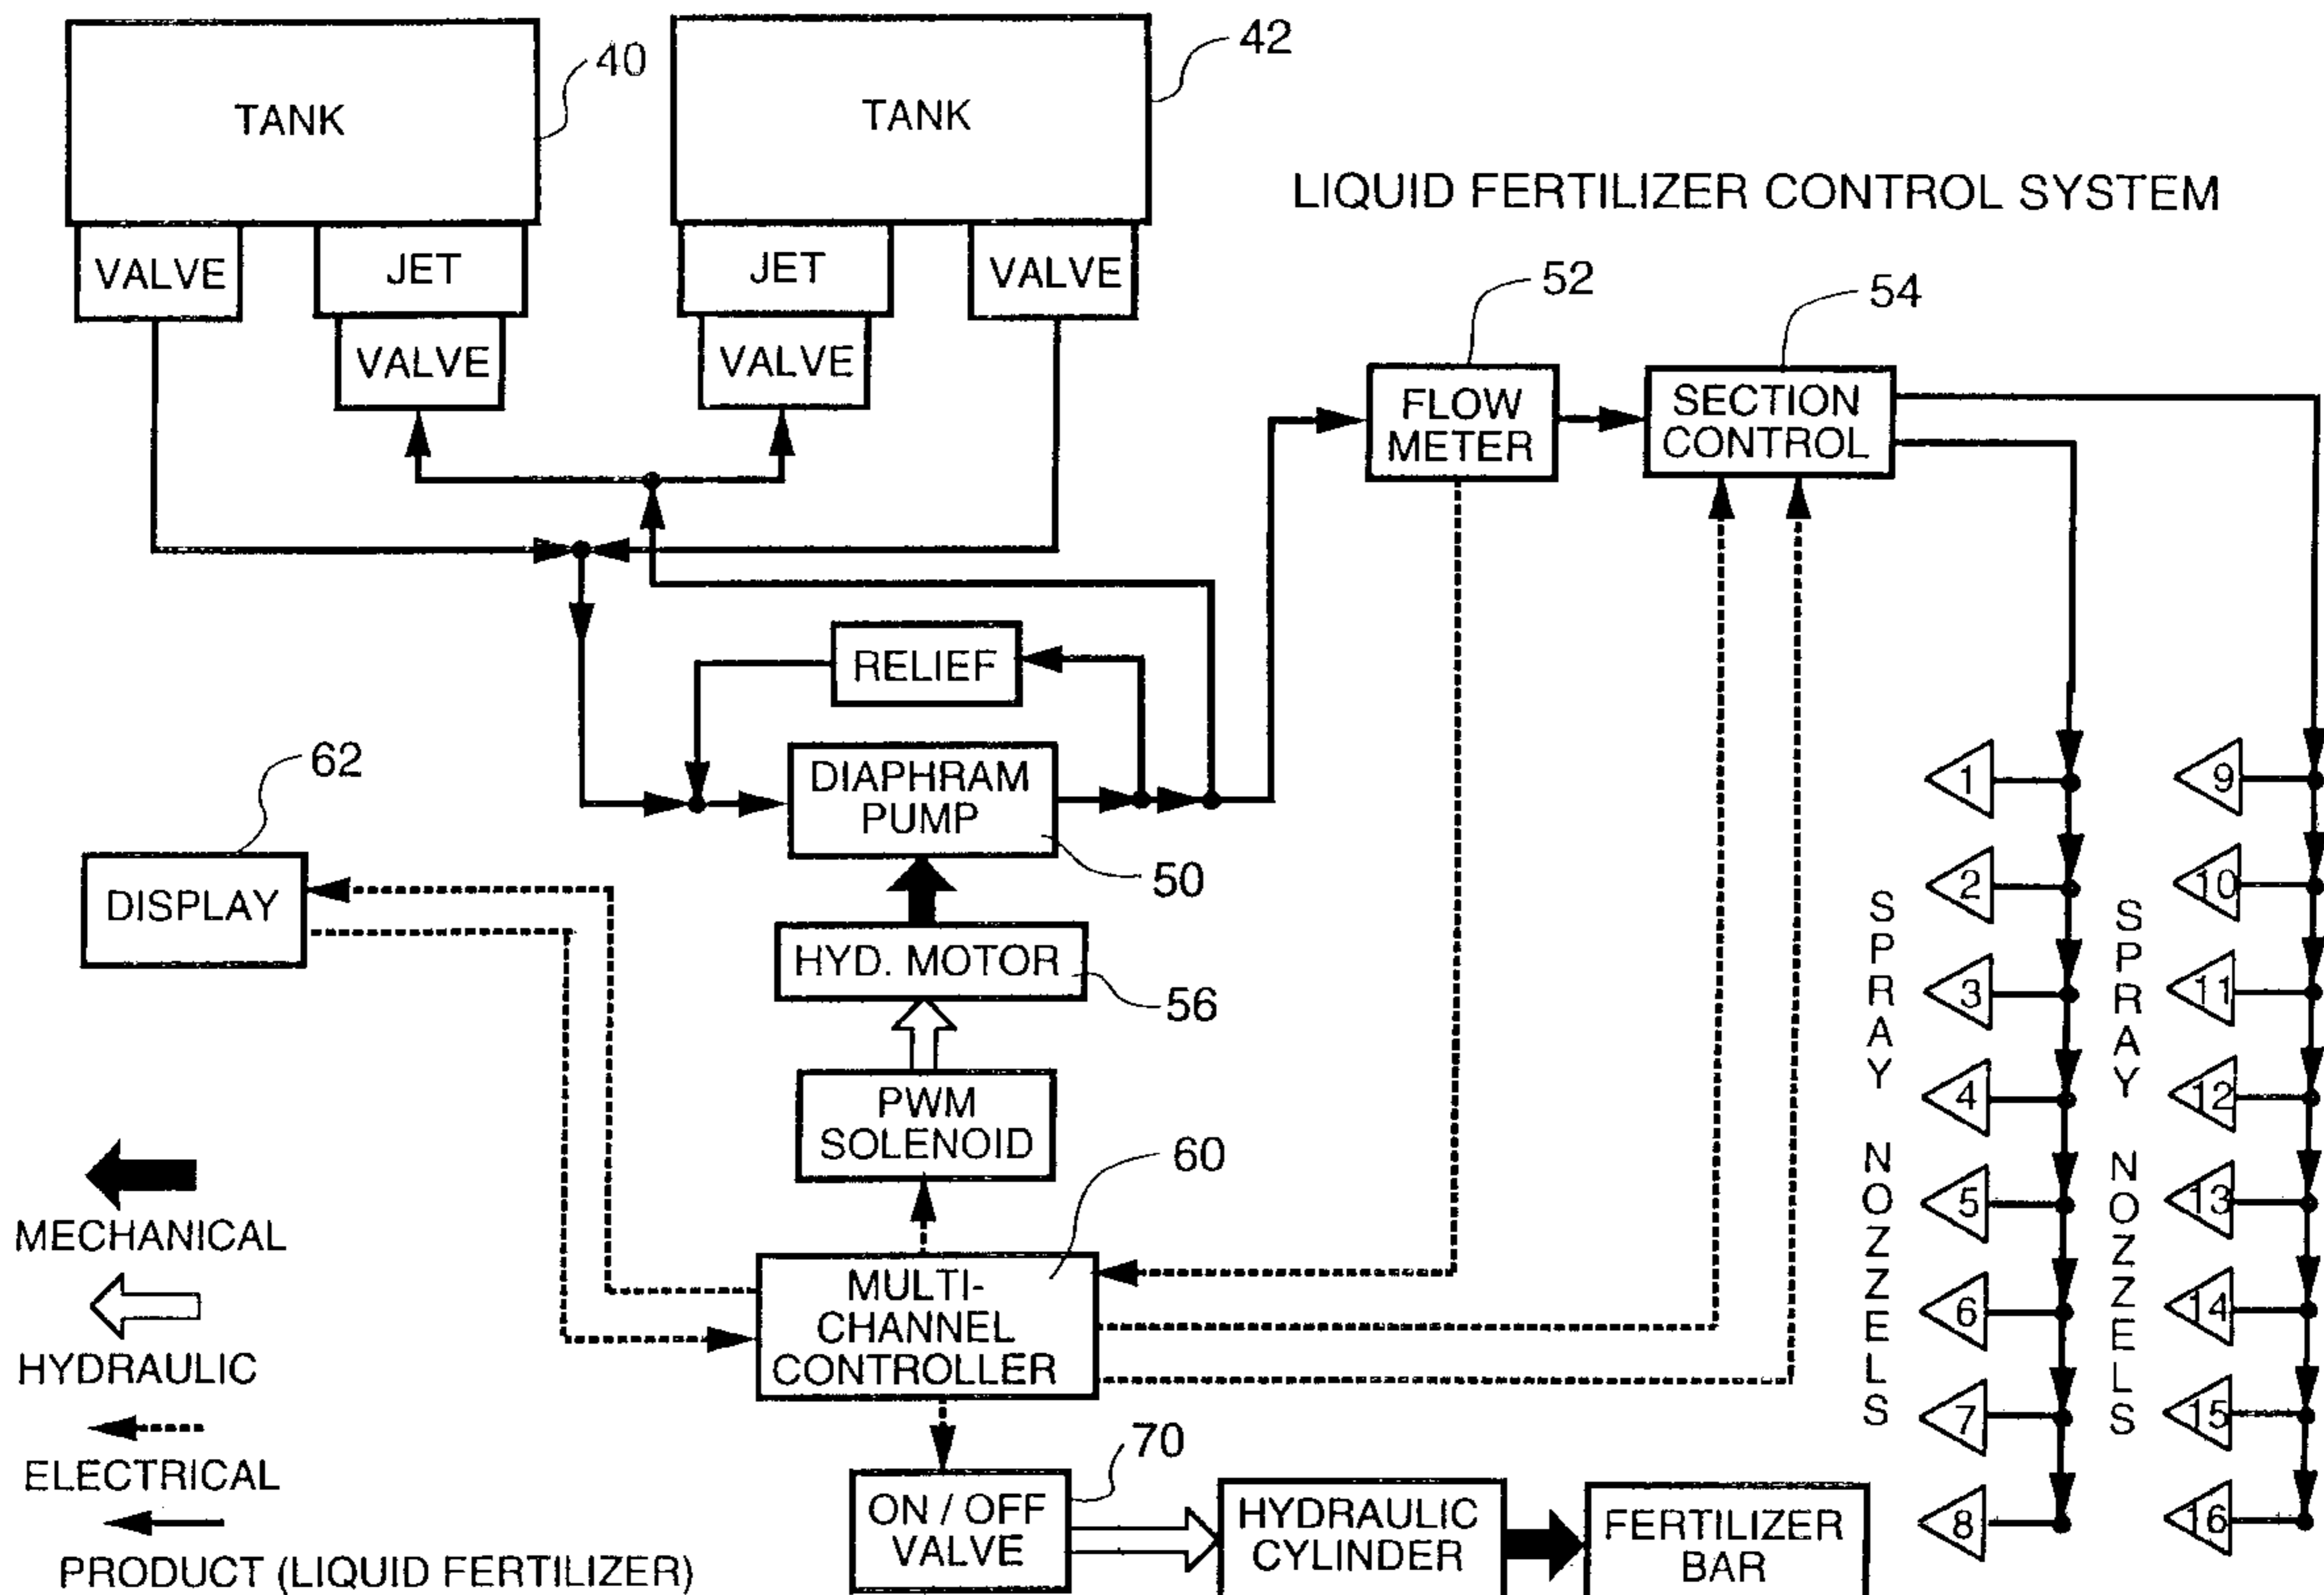 40
42
TANK
TANK
LIQUID FERTILIZER CONTROL SYSTEM
VALVE
JET
JET
VALVE
VALVE
VALVE
52
54
FLOW
METER
SECTION
CONTROL
RELIEF
62
DIAPHRAM
PUMP
50
DISPLAY
HYD. MOTOR
56
PWM
SOLENOID
60
MULTI-
CHANNEL
CONTROLLER
70
ON / OFF
VALVE
HYDRAULIC
CYLINDER
FERTILIZER
BAR
MECHANICAL
HYDRAULIC
ELECTRICAL
PRODUCT (LIQUID FERTILIZER)
1
2
3
4
5
6
7
8
SPRAY NOZZELS
SPRAY NOZZELS
9
10
11
12
13
14
15
16